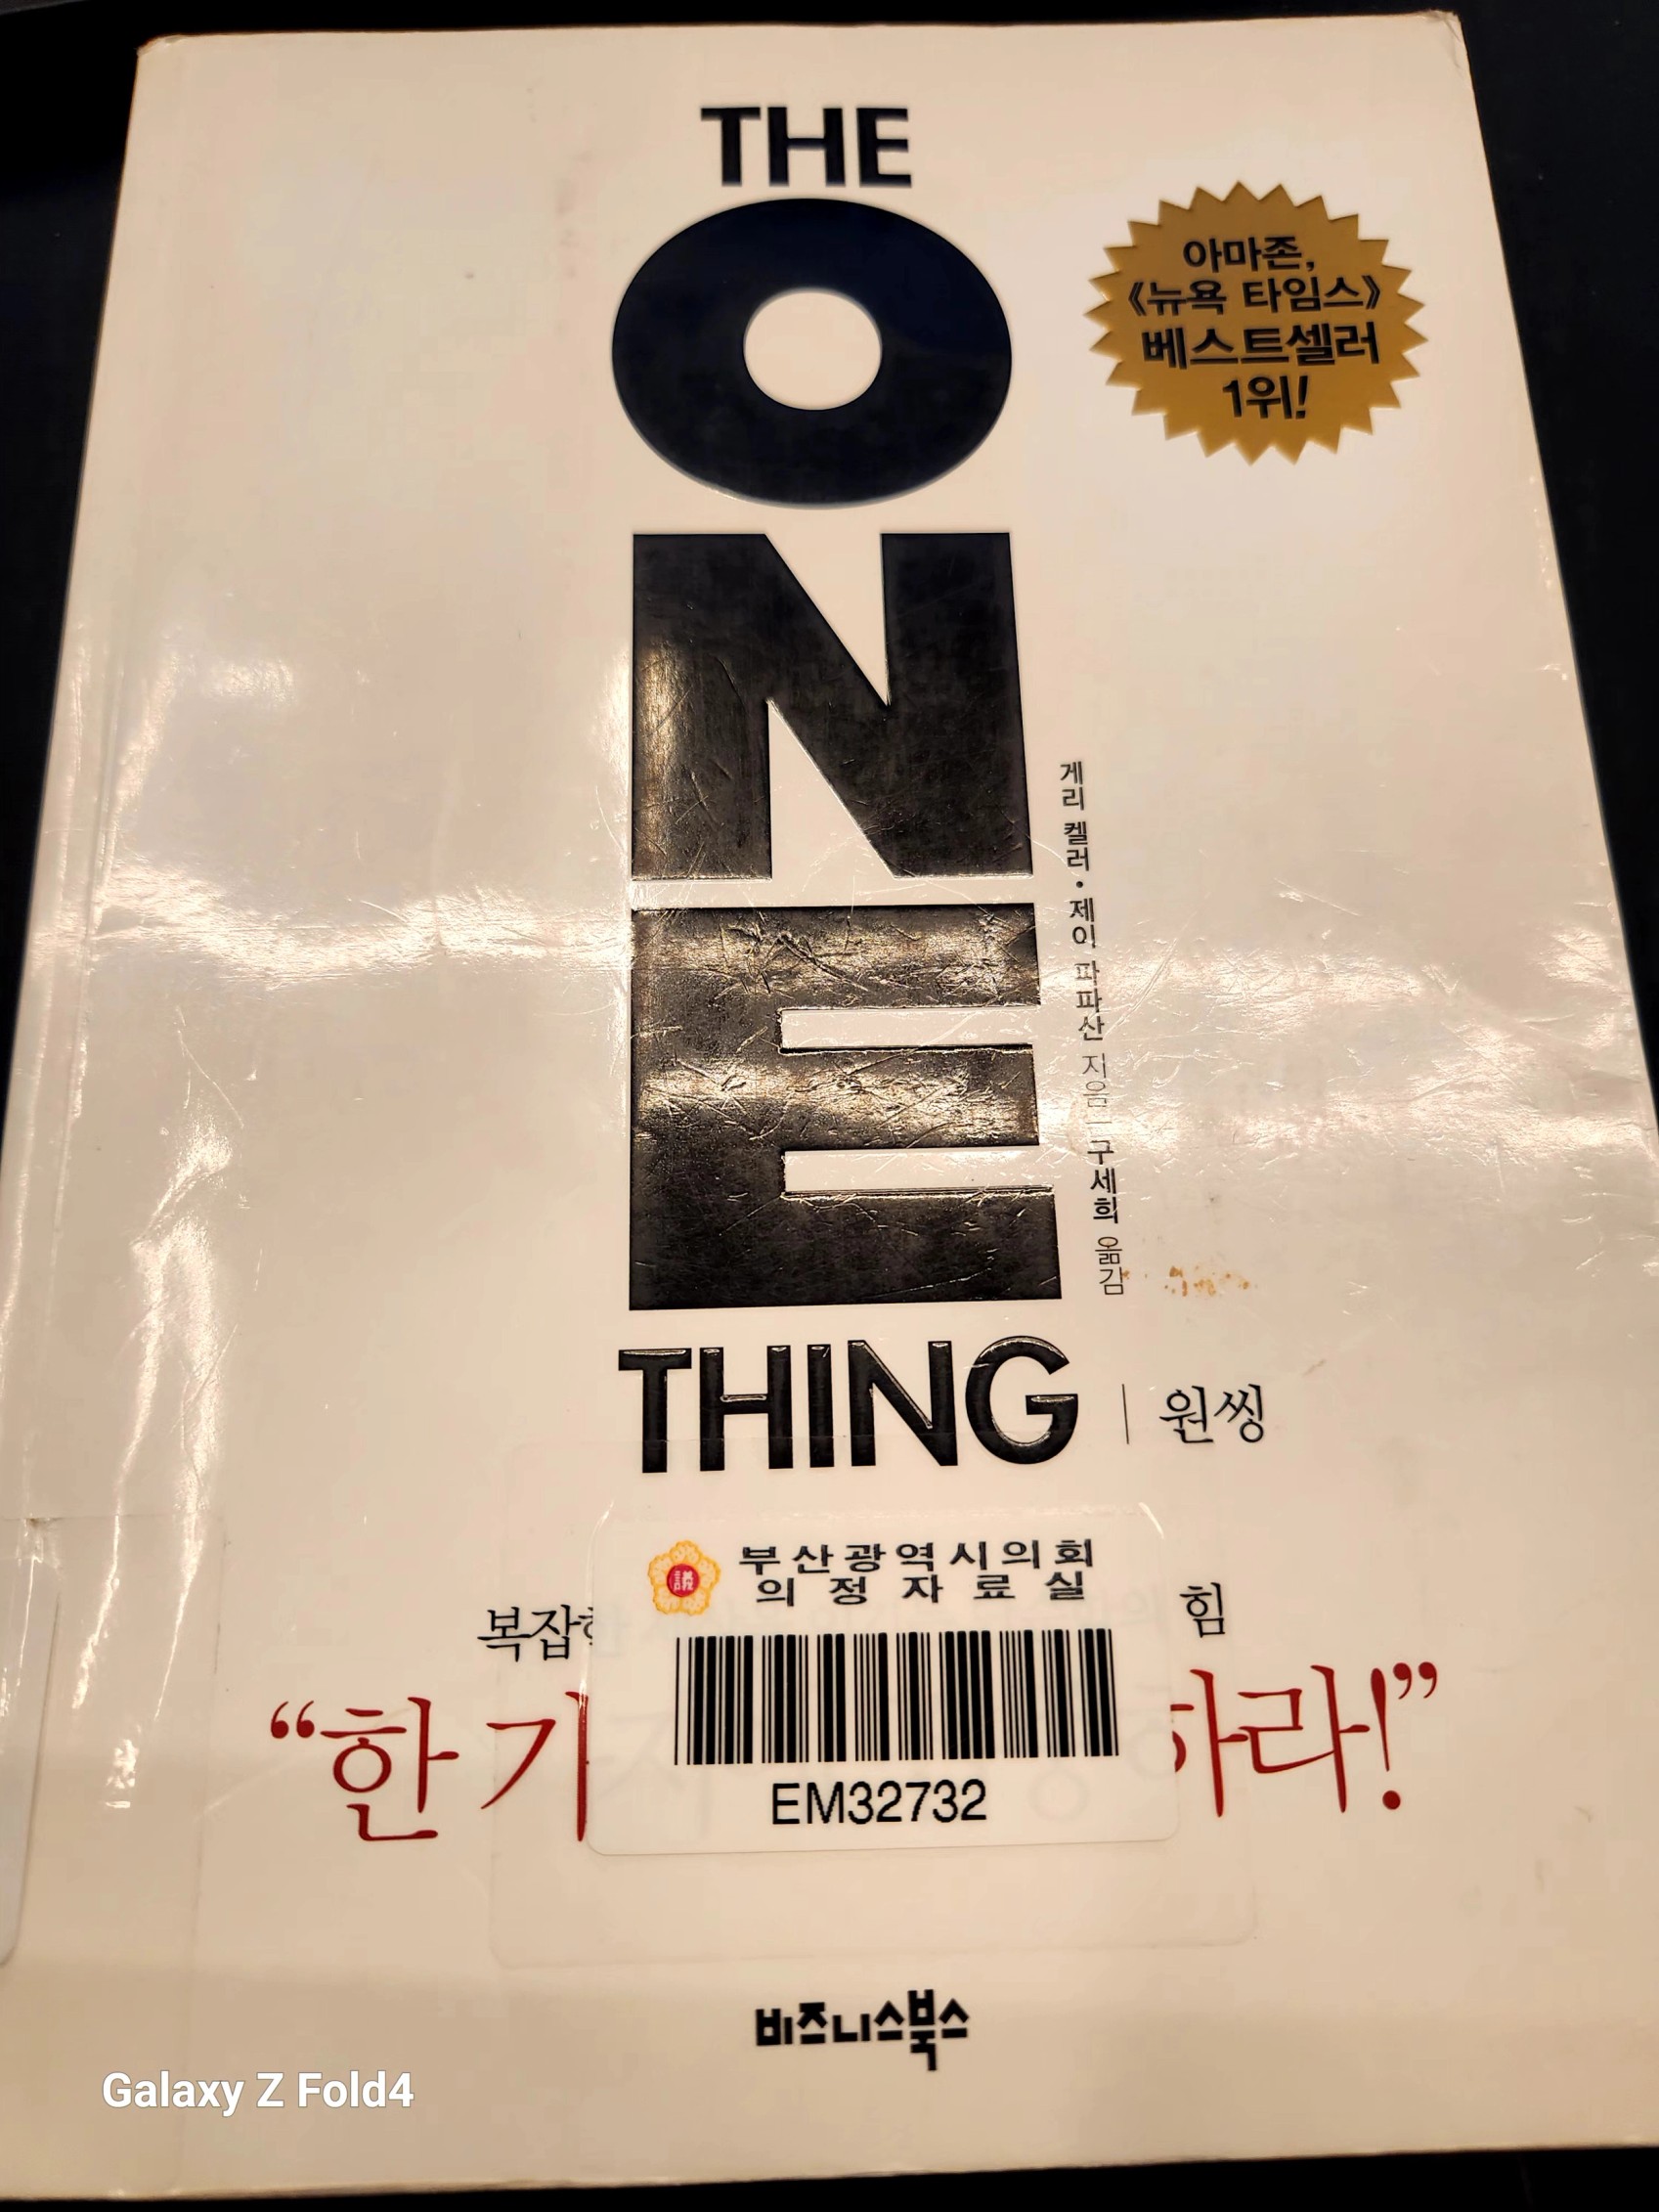 THE
ONE
THING
원씽
아마존,
《뉴욕 타임스》
베스트셀러
1위!
게리 켈러·제이 파파산 지음 | 구세희 옮김
부산광역시의회
의정자료실
복잡한
힘
EM32732
“한 가지 하라!”
비즈니스북스
Galaxy Z Fold4